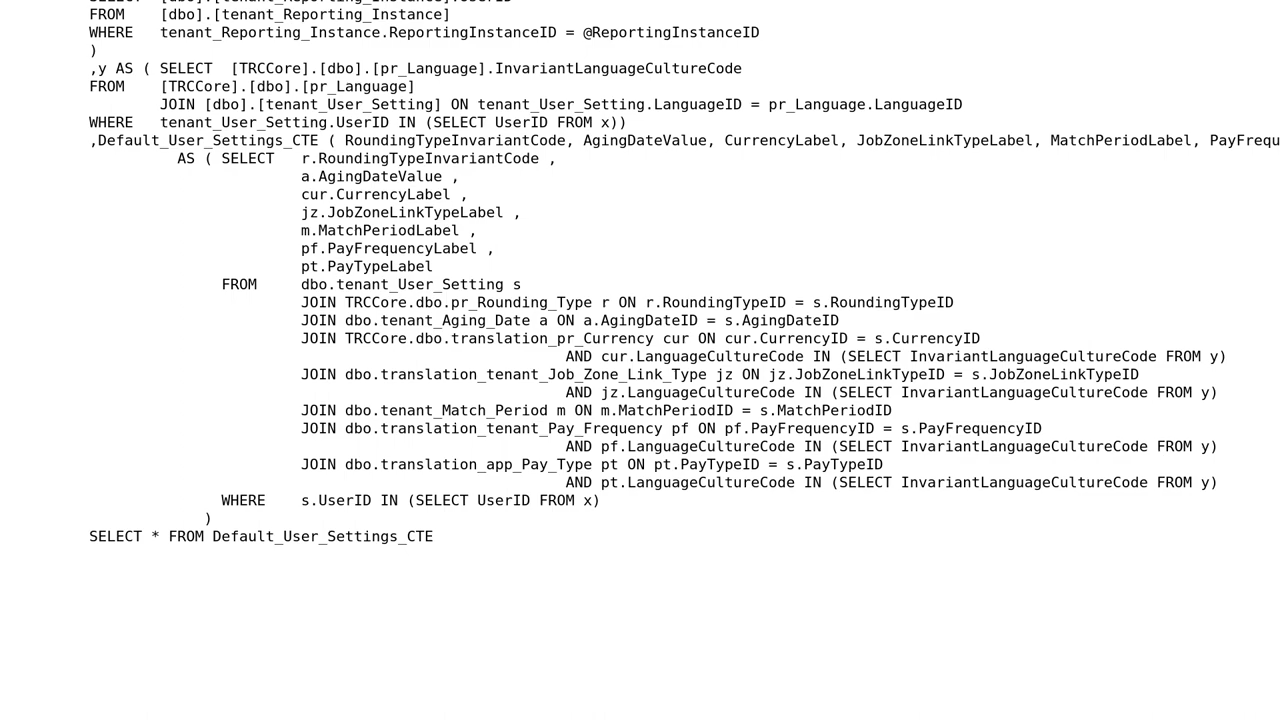 SELECT [dbo].[tenant_Reporting_Instance].UserID
FROM [dbo].[tenant_Reporting_Instance]
WHERE tenant_Reporting_Instance.ReportingInstanceID = @ReportingInstanceID
)
,y AS ( SELECT [TRCCore].[dbo].[pr_Language].InvariantLanguageCultureCode
FROM [TRCCore].[dbo].[pr_Language]
JOIN [dbo].[tenant_User_Setting] ON tenant_User_Setting.LanguageID = pr_Language.LanguageID
WHERE tenant_User_Setting.UserID IN (SELECT UserID FROM x))
,Default_User_Settings_CTE ( RoundingTypeInvariantCode, AgingDateValue, CurrencyLabel, JobZoneLinkTypeLabel, MatchPeriodLabel, PayFrequ
AS ( SELECT r.RoundingTypeInvariantCode ,
a.AgingDateValue ,
cur.CurrencyLabel ,
jz.JobZoneLinkTypeLabel ,
m.MatchPeriodLabel ,
pf.PayFrequencyLabel ,
pt.PayTypeLabel
FROM dbo.tenant_User_Setting s
JOIN TRCCore.dbo.pr_Rounding_Type r ON r.RoundingTypeID = s.RoundingTypeID
JOIN dbo.tenant_Aging_Date a ON a.AgingDateID = s.AgingDateID
JOIN TRCCore.dbo.translation_pr_Currency cur ON cur.CurrencyID = s.CurrencyID
AND cur.LanguageCultureCode IN (SELECT InvariantLanguageCultureCode FROM y)
JOIN dbo.translation_tenant_Job_Zone_Link_Type jz ON jz.JobZoneLinkTypeID = s.JobZoneLinkTypeID
AND jz.LanguageCultureCode IN (SELECT InvariantLanguageCultureCode FROM y)
JOIN dbo.tenant_Match_Period m ON m.MatchPeriodID = s.MatchPeriodID
JOIN dbo.translation_tenant_Pay_Frequency pf ON pf.PayFrequencyID = s.PayFrequencyID
AND pf.LanguageCultureCode IN (SELECT InvariantLanguageCultureCode FROM y)
JOIN dbo.translation_app_Pay_Type pt ON pt.PayTypeID = s.PayTypeID
AND pt.LanguageCultureCode IN (SELECT InvariantLanguageCultureCode FROM y)
WHERE s.UserID IN (SELECT UserID FROM x)
)
SELECT * FROM Default_User_Settings_CTE